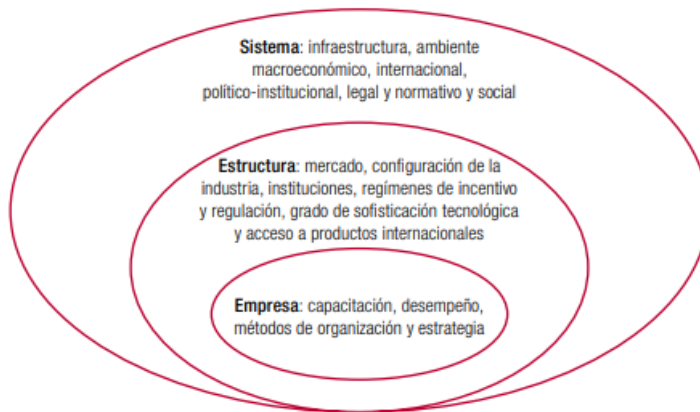 Sistema: infraestructura, ambiente
macroeconómico, internacional,
político-institucional, legal y normativo y social
Estructura: mercado, configuración de la
industria, instituciones, regímenes de incentivo
y regulación, grado de sofisticación tecnológica
y acceso a productos internacionales
Empresa: capacitación, desempeño,
métodos de organización y estrategia